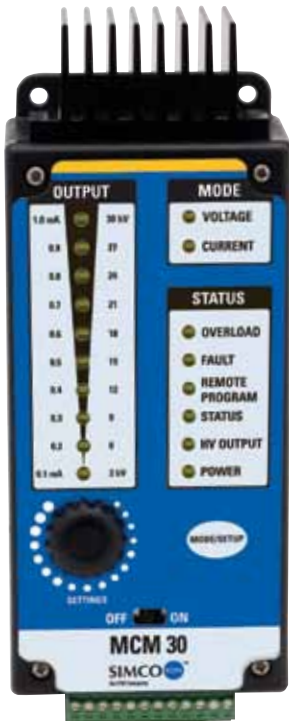 OUTPUT
1.0 mA 30 kV
0.9 27
0.8 24
0.7 21
0.6 18
0.5 15
0.4 12
0.3 9
0.2 6
0.1 mA 3 kV
MODE
VOLTAGE
CURRENT
STATUS
OVERLOAD
FAULT
REMOTE
PROGRAM
STATUS
HV OUTPUT
POWER
MODE/SETUP
SETTINGS
OFF ON
MCM 30
SIMCO